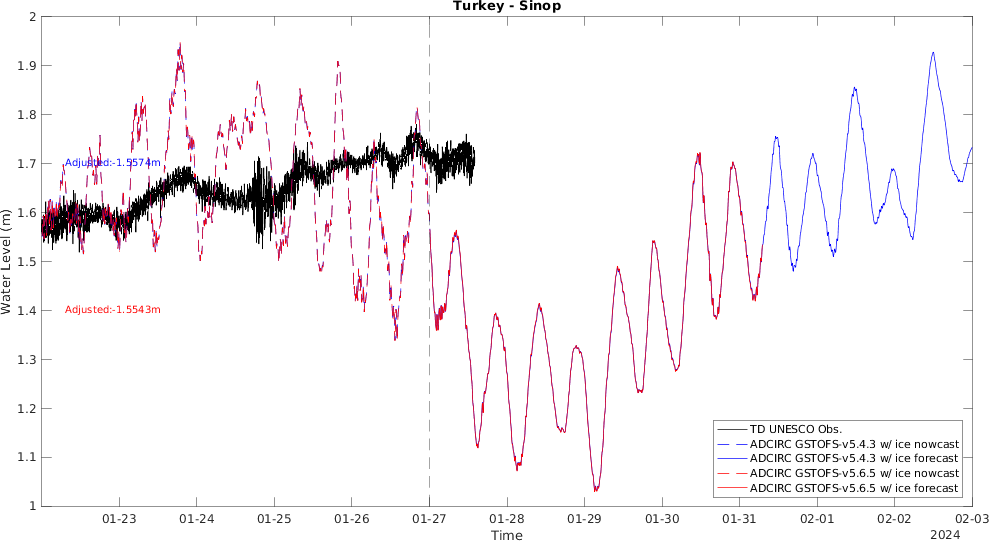 Turkey - Sinop
2
1.9
1.8
1.7
1.6
1.5
1.4
1.3
1.2
1.1
1
Water Level (m)
Adjusted:-1.5574m
Adjusted:-1.5543m
TD UNESCO Obs.
ADCIRC GSTOFS-v5.4.3 w/ ice nowcast
ADCIRC GSTOFS-v5.4.3 w/ ice forecast
ADCIRC GSTOFS-v5.6.5 w/ ice nowcast
ADCIRC GSTOFS-v5.6.5 w/ ice forecast
01-23 01-24 01-25 01-26 01-27 01-28 01-29 01-30 01-31 02-01 02-02 02-03
Time
2024